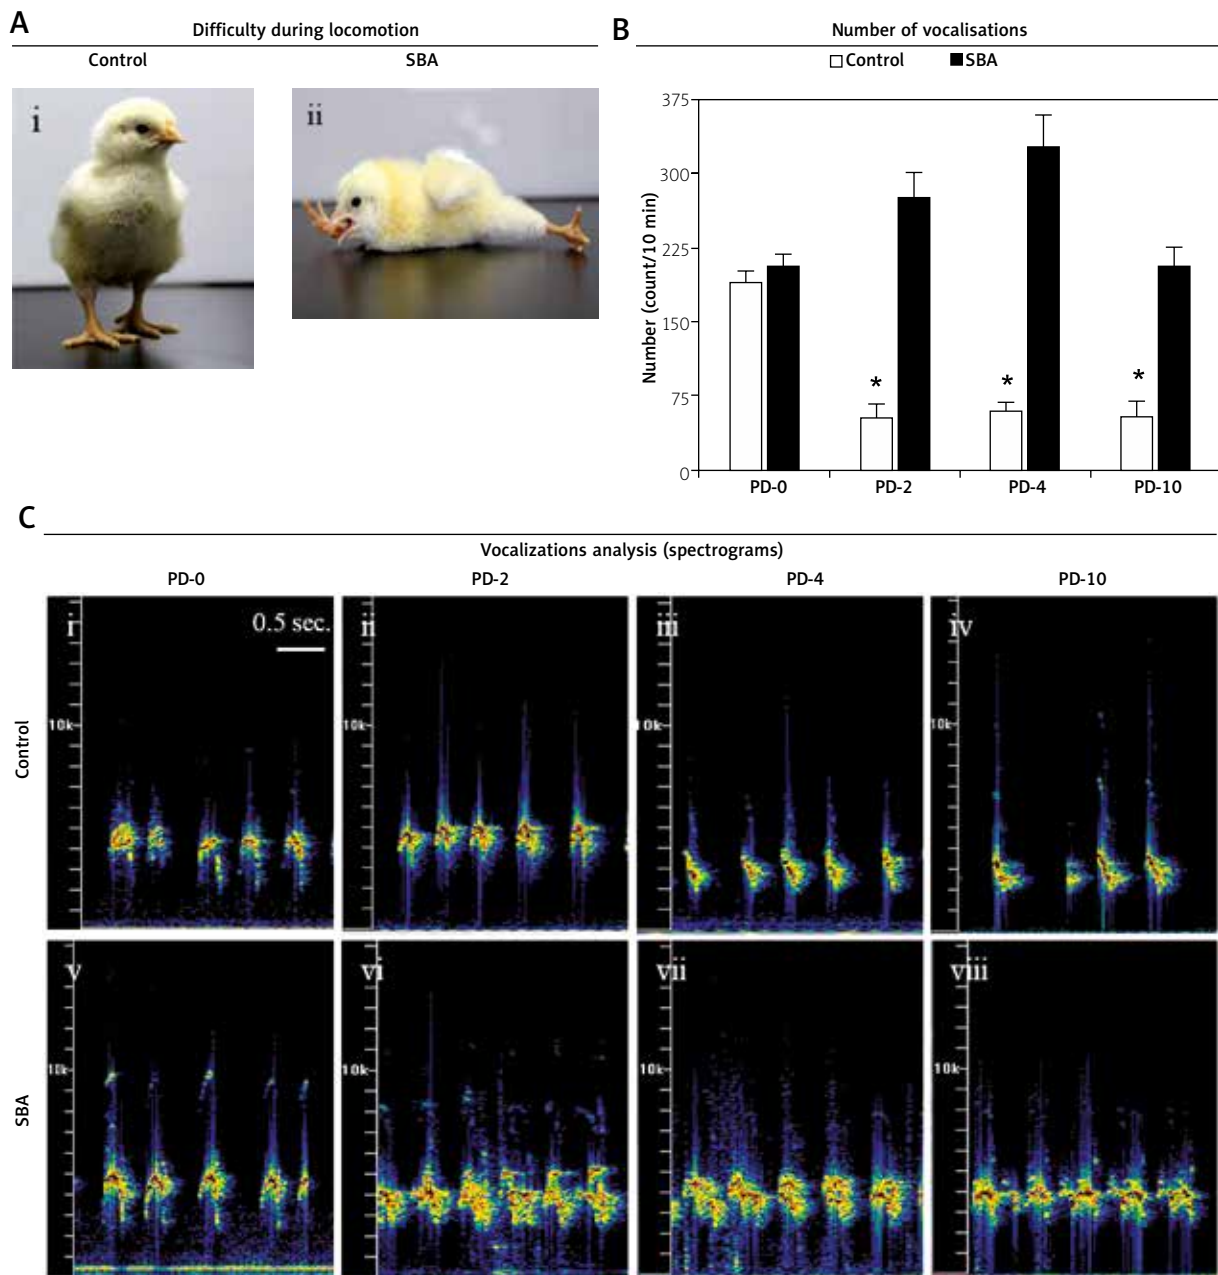 A
Difficulty during locomotion
Control SBA
i
ii
B
Number of vocalisations
Control SBA
Number (count/10 min)
375
300
225
150
75
0
* * *
PD-0 PD-2 PD-4 PD-10
C
Vocalizations analysis (spectrograms)
PD-0 PD-2 PD-4 PD-10
Control
i 0.5 sec. ii iii iv
10k 10k 10k 10k
SBA
v vi vii viii
10k 10k 10k 10k